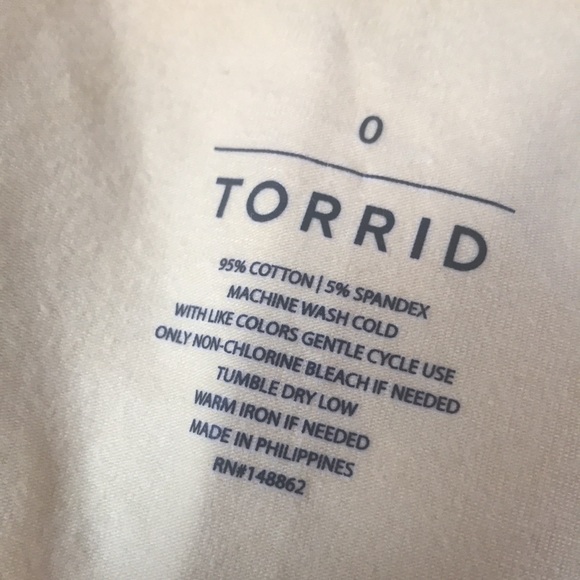 0
TORRID
95% COTTON | 5% SPANDEX
MACHINE WASH COLD
WITH LIKE COLORS GENTLE CYCLE USE
ONLY NON-CHLORINE BLEACH IF NEEDED
TUMBLE DRY LOW
WARM IRON IF NEEDED
MADE IN PHILIPPINES
RN#148862